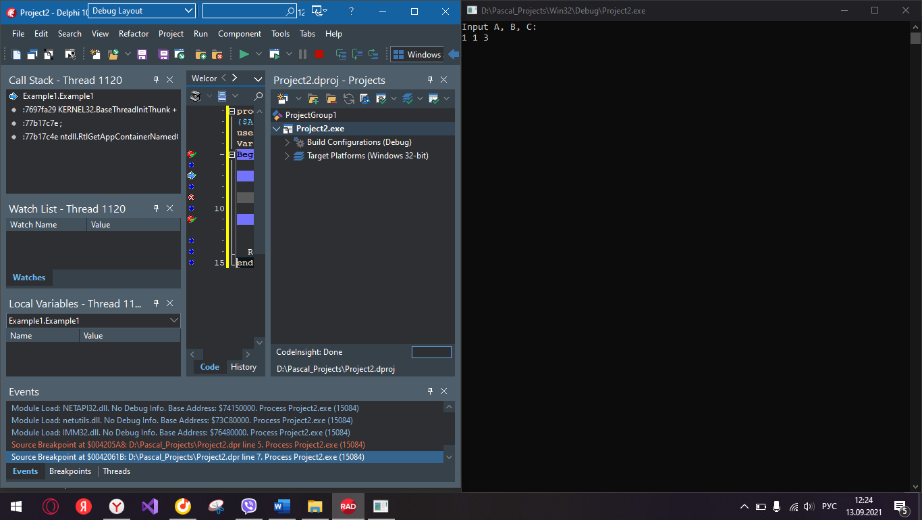 Project2 - Delphi 10
Debug Layout
?
D:\Pascal_Projects\Win32\Debug\Project2.exe
Input A, B, C:
1 1 3
File Edit Search View Refactor Project Run Component Tools Tabs Help
Windows
Call Stack - Thread 1120
Example1.Example1
:7697fa29 KERNEL32.BaseThreadInitThunk +
:77b17c7e ;
:77b17c4e ntdll.RtlGetAppContainerNamed
Watch List - Thread 1120
Watch Name Value
Watches
Local Variables - Thread 11...
Example1.Example1
Name Value
Welcor
pro
{$A
use
Var
Beg
10
R
15 end
Code History
Project2.dproj - Projects
ProjectGroup1
Project2.exe
Build Configurations (Debug)
Target Platforms (Windows 32-bit)
CodeInsight: Done
D:\Pascal_Projects\Project2.dproj
Events
Module Load: NETAPI32.dll. No Debug Info. Base Address: $74150000. Process Project2.exe (15084)
Module Load: netutils.dll. No Debug Info. Base Address: $73C80000. Process Project2.exe (15084)
Module Load: IMM32.dll. No Debug Info. Base Address: $76480000. Process Project2.exe (15084)
Source Breakpoint at $004205A8: D:\Pascal_Projects\Project2.dpr line 5. Process Project2.exe (15084)
Source Breakpoint at $0042061B: D:\Pascal_Projects\Project2.dpr line 7. Process Project2.exe (15084)
Events Breakpoints Threads
Я
Y
W
RAD
РУС
12:24
13.09.2021
5